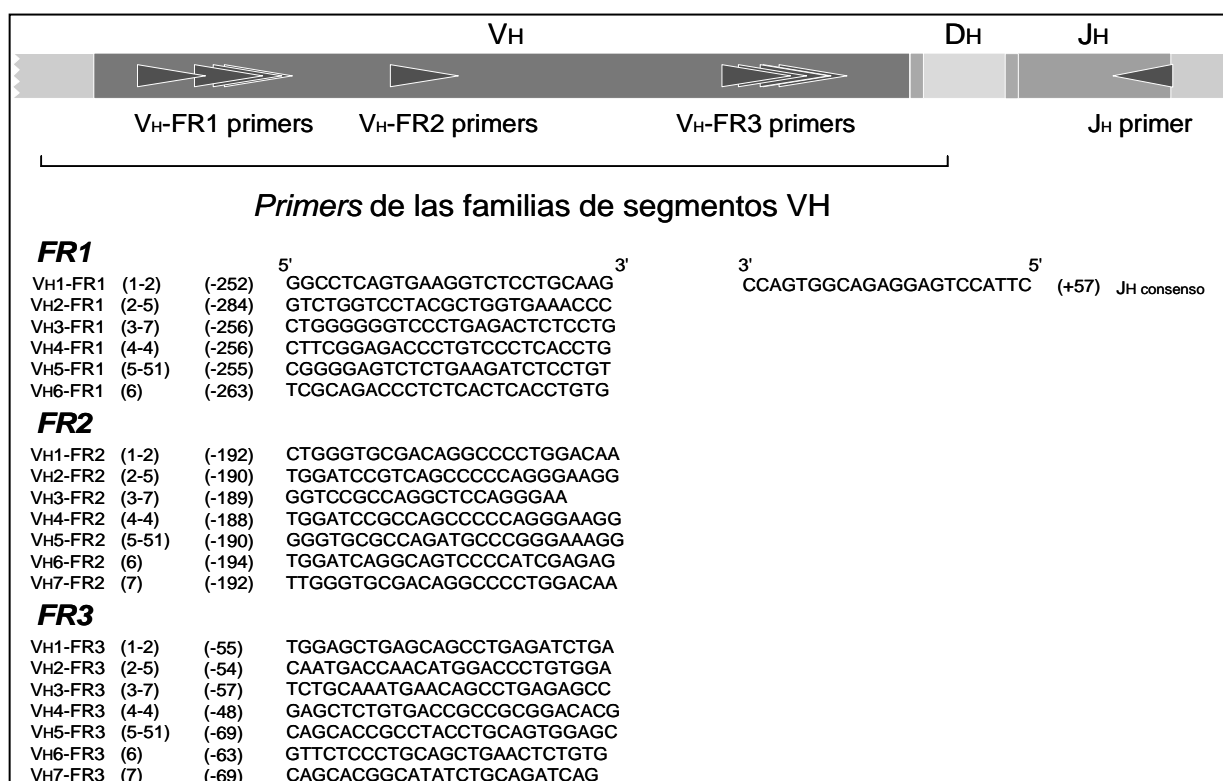 VH DH JH
VH-FR1 primers VH-FR2 primers VH-FR3 primers JH primer
Primers de las familias de segmentos VH
FR1
5' 3' 3' 5'
VH1-FR1 (1-2) (-252) GGCCTCAGTGAAGGTCTCCTGCAAG CCAGTGGCAGAGGAGTCCATTC (+57) JH consenso
VH2-FR1 (2-5) (-284) GTCTGGTCCTACGCTGGTGAAACCC
VH3-FR1 (3-7) (-256) CTGGGGGGTCCCTGAGACTCTCCTG
VH4-FR1 (4-4) (-256) CTTCGGAGACCCTGTCCCTCACCTG
VH5-FR1 (5-51) (-255) CGGGGAGTCTCTGAAGATCTCCTGT
VH6-FR1 (6) (-263) TCGCAGACCCTCTCACTCACCTGTG
FR2
VH1-FR2 (1-2) (-192) CTGGGTGCGACAGGCCCCTGGACAA
VH2-FR2 (2-5) (-190) TGGATCCGTCAGCCCCCAGGGAAGG
VH3-FR2 (3-7) (-189) GGTCCGCCAGGCTCCAGGGAA
VH4-FR2 (4-4) (-188) TGGATCCGCCAGCCCCCAGGGAAGG
VH5-FR2 (5-51) (-190) GGGTGCGCCAGATGCCCGGGAAAGG
VH6-FR2 (6) (-194) TGGATCAGGCAGTCCCCATCGAGAG
VH7-FR2 (7) (-192) TTGGGTGCGACAGGCCCCTGGACAA
FR3
VH1-FR3 (1-2) (-55) TGGAGCTGAGCAGCCTGAGATCTGA
VH2-FR3 (2-5) (-54) CAATGACCAACATGGACCCTGTGGA
VH3-FR3 (3-7) (-57) TCTGCAAATGAACAGCCTGAGAGCC
VH4-FR3 (4-4) (-48) GAGCTCTGTGACCGCCGCGGACACG
VH5-FR3 (5-51) (-69) CAGCACCGCCTACCTGCAGTGGAGC
VH6-FR3 (6) (-63) GTTCTCCCTGCAGCTGAACTCTGTG
VH7-FR3 (7) (-69) CAGCACGGCATATCTGCAGATCAG